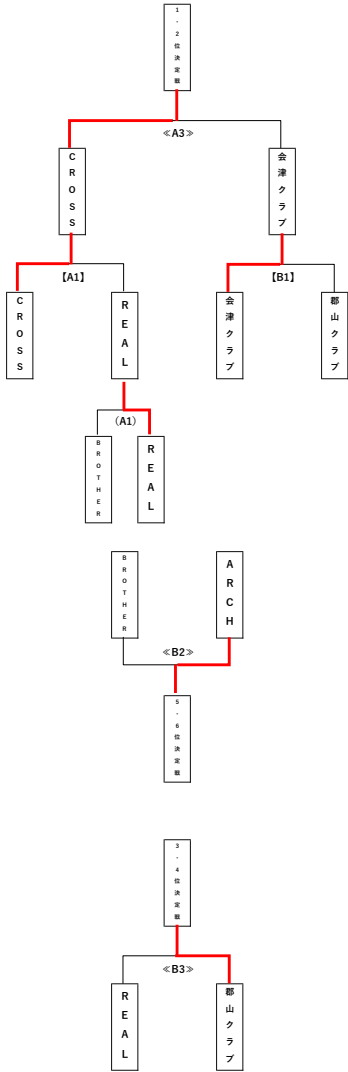 1・2位決定戦
≪A3≫
CROSS
会津クラブ
【A1】
【B1】
CROSS
REAL
会津クラブ
郡山クラブ
（A1）
BROTHER
REAL
BROTHER
ARCH
≪B2≫
5・6位決定戦
3・4位決定戦
≪B3≫
REAL
郡山クラブ